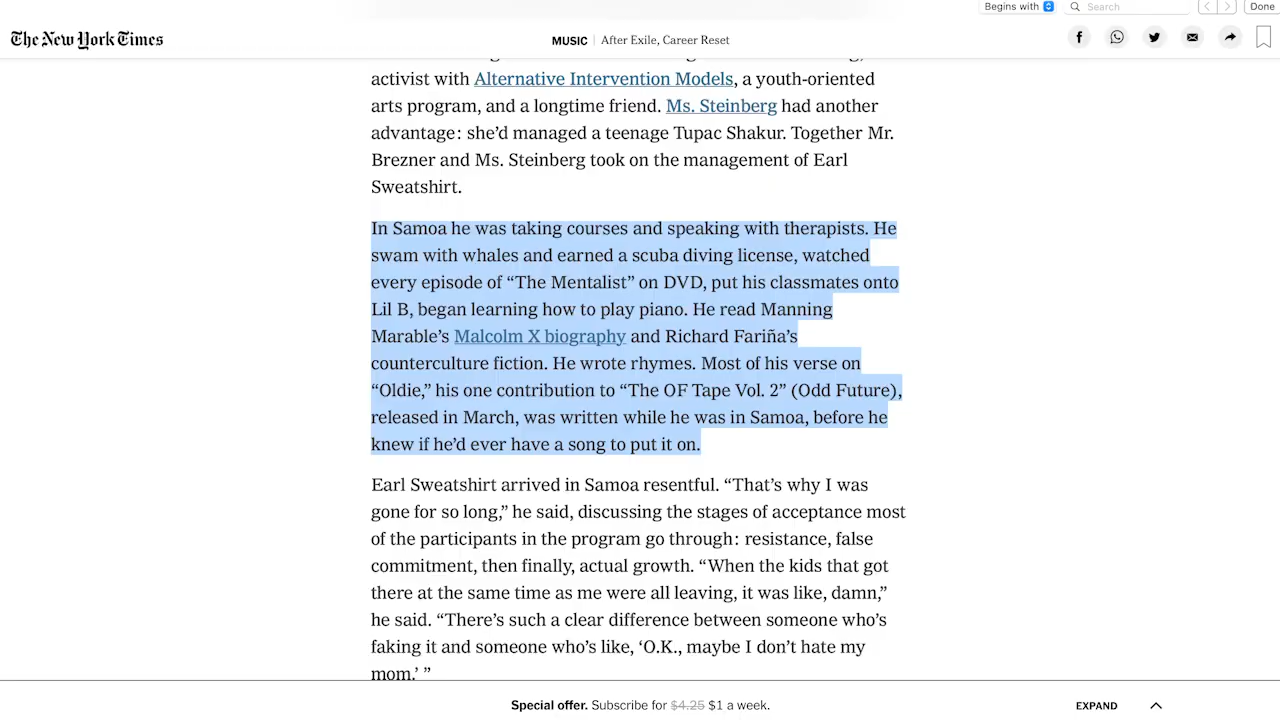 Begins with
Search
Done
The New York Times
MUSIC | After Exile, Career Reset
activist with Alternative Intervention Models, a youth-oriented
arts program, and a longtime friend. Ms. Steinberg had another
advantage: she’d managed a teenage Tupac Shakur. Together Mr.
Brezner and Ms. Steinberg took on the management of Earl
Sweatshirt.
In Samoa he was taking courses and speaking with therapists. He
swam with whales and earned a scuba diving license, watched
every episode of “The Mentalist” on DVD, put his classmates onto
Lil B, began learning how to play piano. He read Manning
Marable’s Malcolm X biography and Richard Fariña’s
counterculture fiction. He wrote rhymes. Most of his verse on
“Oldie,” his one contribution to “The OF Tape Vol. 2” (Odd Future),
released in March, was written while he was in Samoa, before he
knew if he’d ever have a song to put it on.
Earl Sweatshirt arrived in Samoa resentful. “That’s why I was
gone for so long,” he said, discussing the stages of acceptance most
of the participants in the program go through: resistance, false
commitment, then finally, actual growth. “When the kids that got
there at the same time as me were all leaving, it was like, damn,”
he said. “There’s such a clear difference between someone who’s
faking it and someone who’s like, ‘O.K., maybe I don’t hate my
mom.’ ”
Special offer. Subscribe for $4.25 $1 a week.
EXPAND